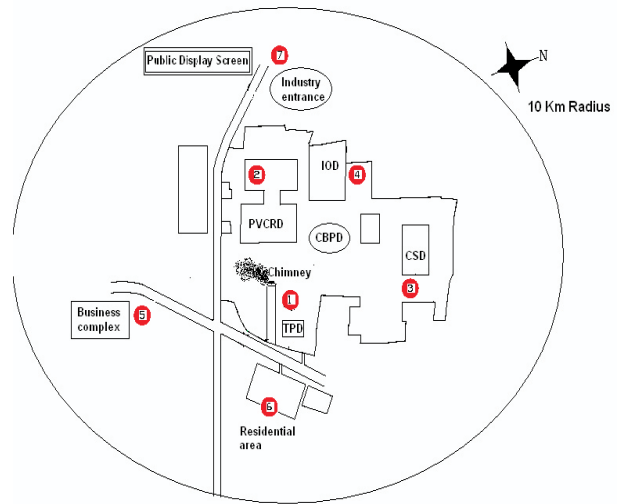 7
Public Display Screen
Industry
entrance
N
10 Km Radius
2
IOD
4
PVCRD
CBPD
CSD
Chimney
3
1
TPD
Business
complex
5
6
Residential
area